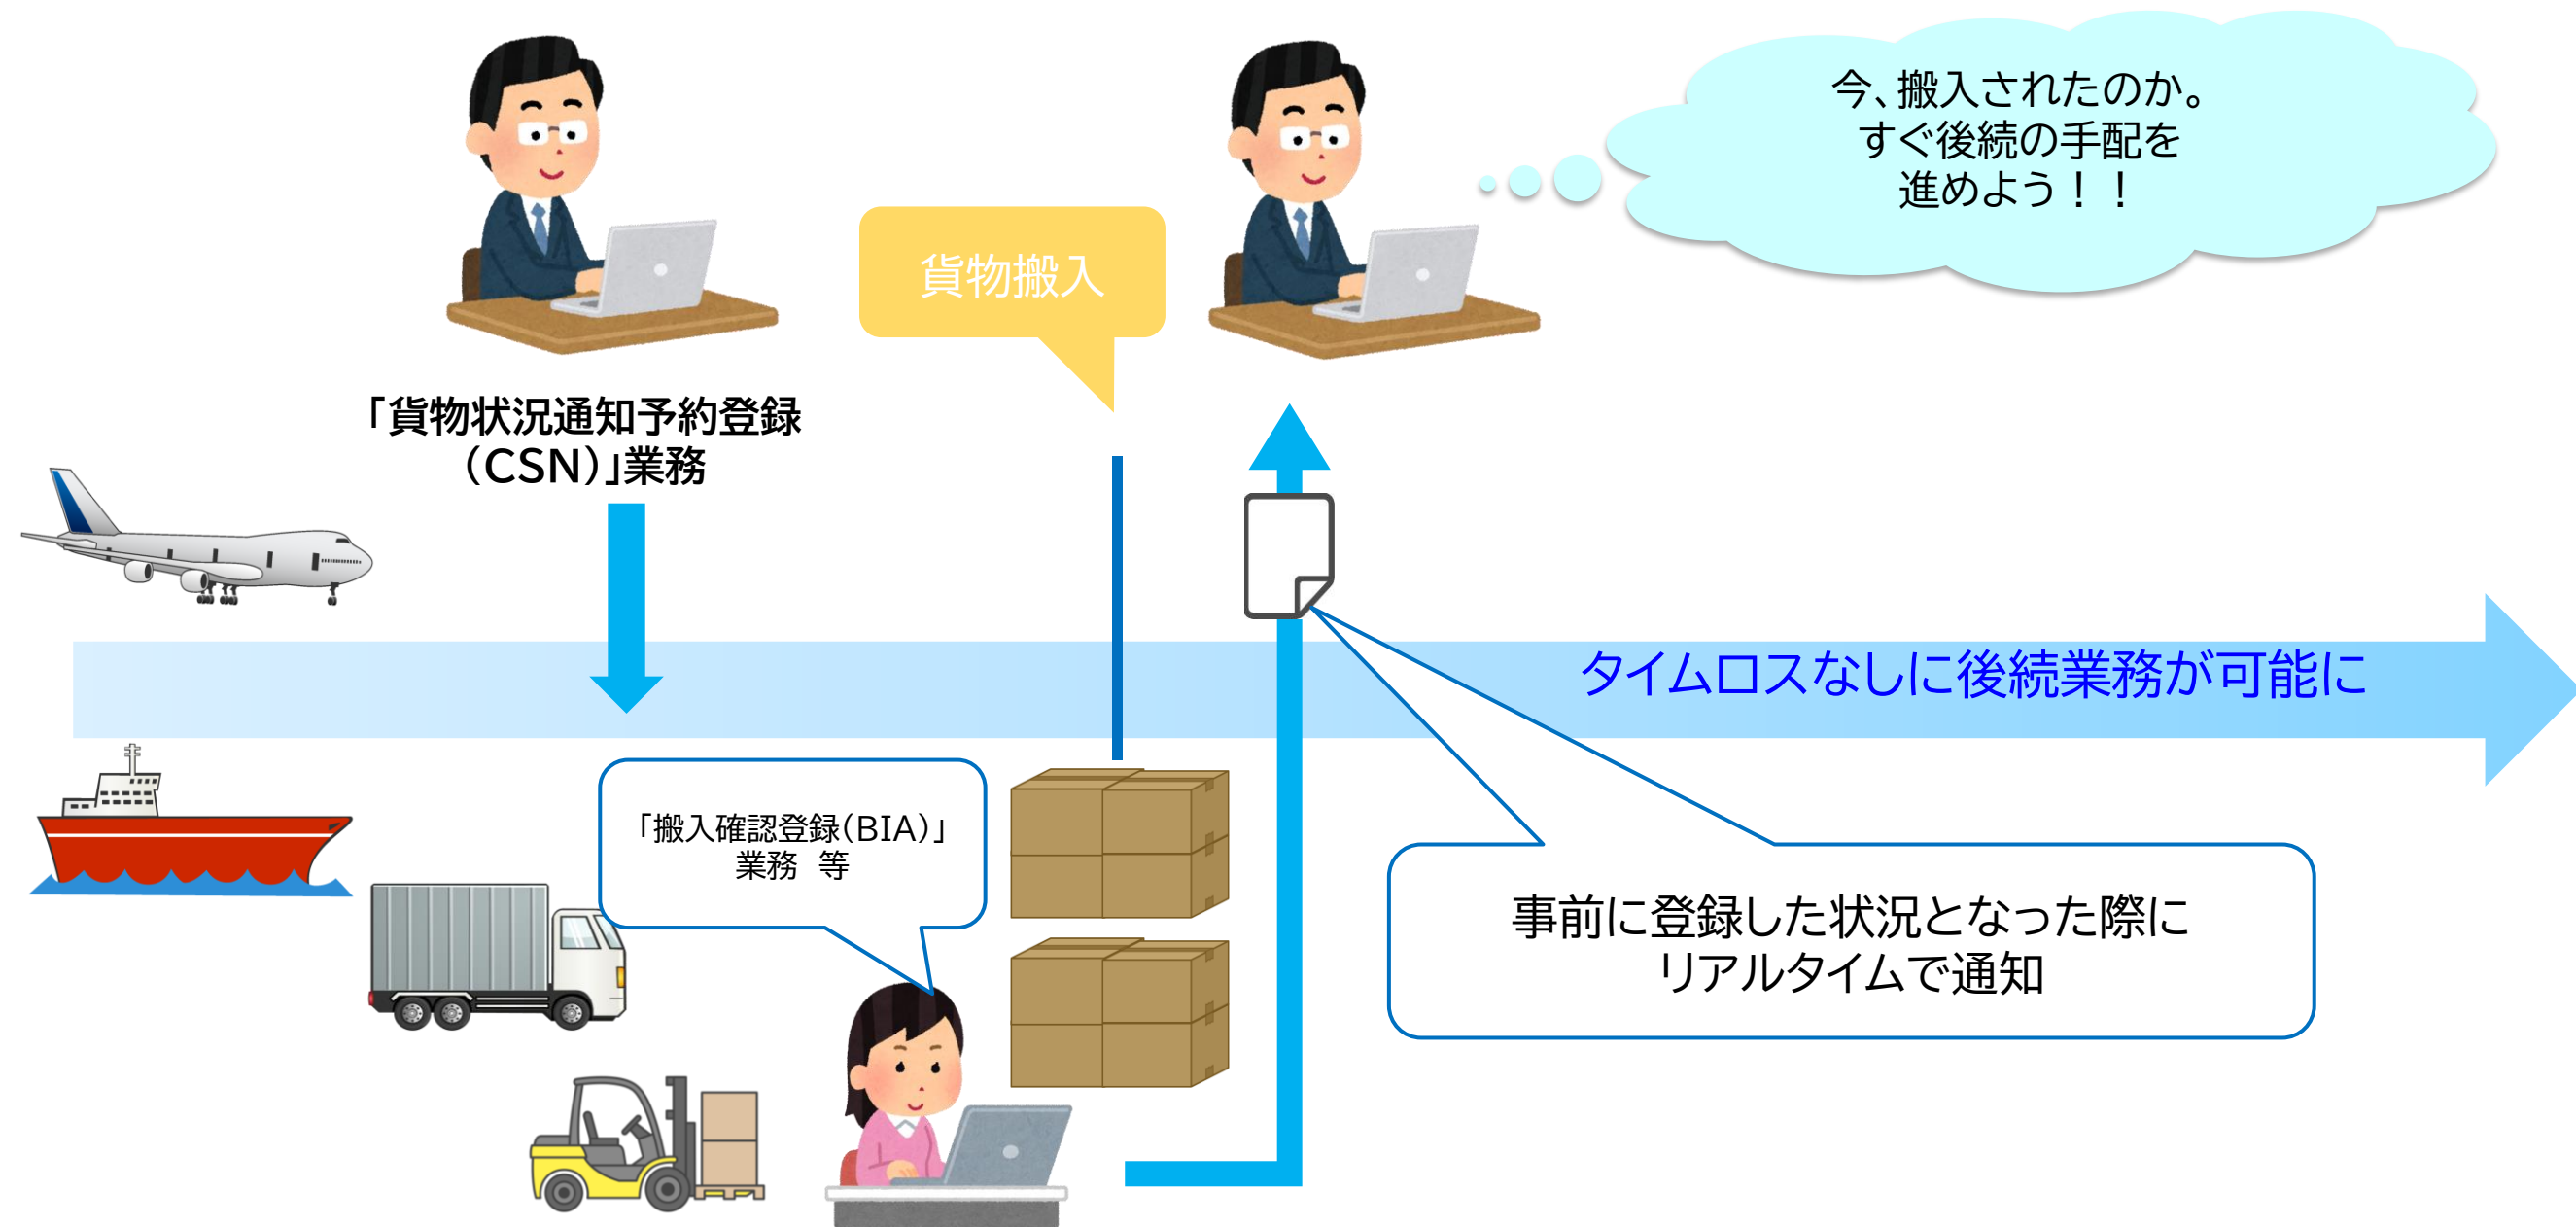 今、搬入されたのか。
すぐ後続の手配を
進めよう！！
貨物搬入
「貨物状況通知予約登録
（CSN）」業務
タイムロスなしに後続業務が可能に
「搬入確認登録（BIA）」
業務　等
事前に登録した状況となった際に
リアルタイムで通知